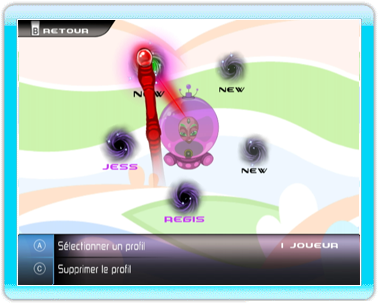 B RETOUR
NEW
NEW
JESS
NEW
REGIS
A Sélectionner un profil 1 JOUEUR
C Supprimer le profil